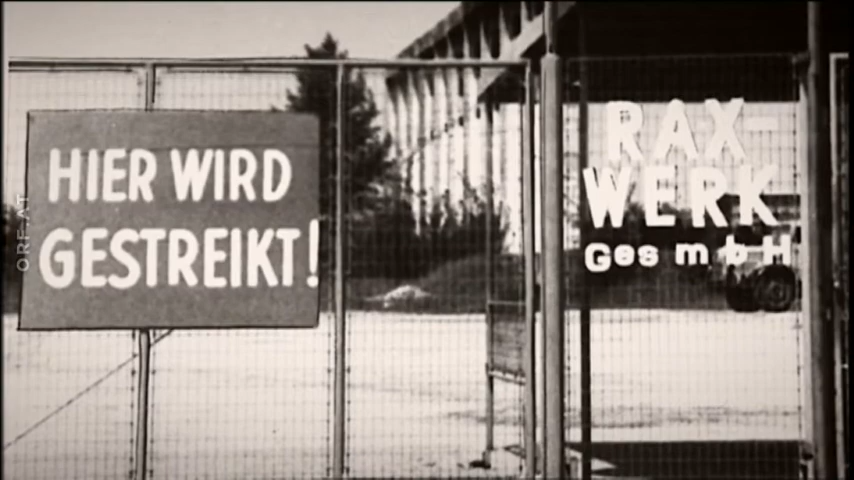 HIER WIRD
GESTREIKT!
RAX-
WERK
Ges m b H
ORF.AT